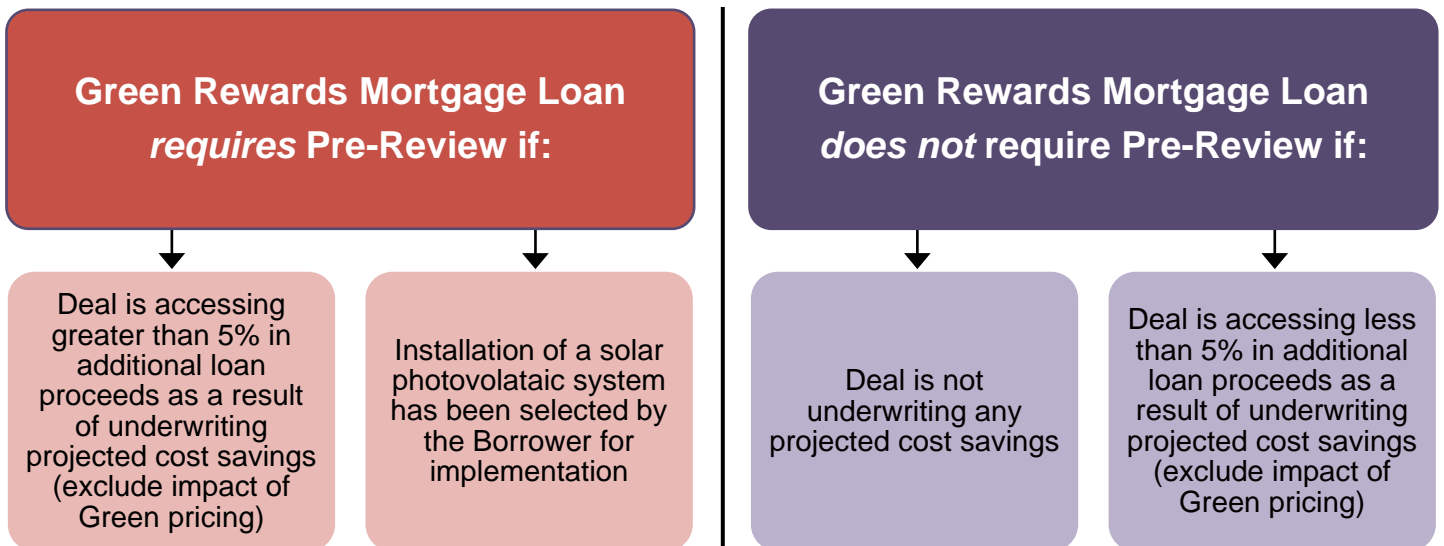 Green Rewards Mortgage Loan
requires Pre-Review if:
Deal is accessing
greater than 5% in
additional loan
proceeds as a result
of underwriting
projected cost savings
(exclude impact of
Green pricing)
Installation of a solar
photovolataic system
has been selected by
the Borrower for
implementation
Green Rewards Mortgage Loan
does not require Pre-Review if:
Deal is not
underwriting any
projected cost savings
Deal is accessing less
than 5% in additional
loan proceeds as a
result of underwriting
projected cost savings
(exclude impact of
Green pricing)